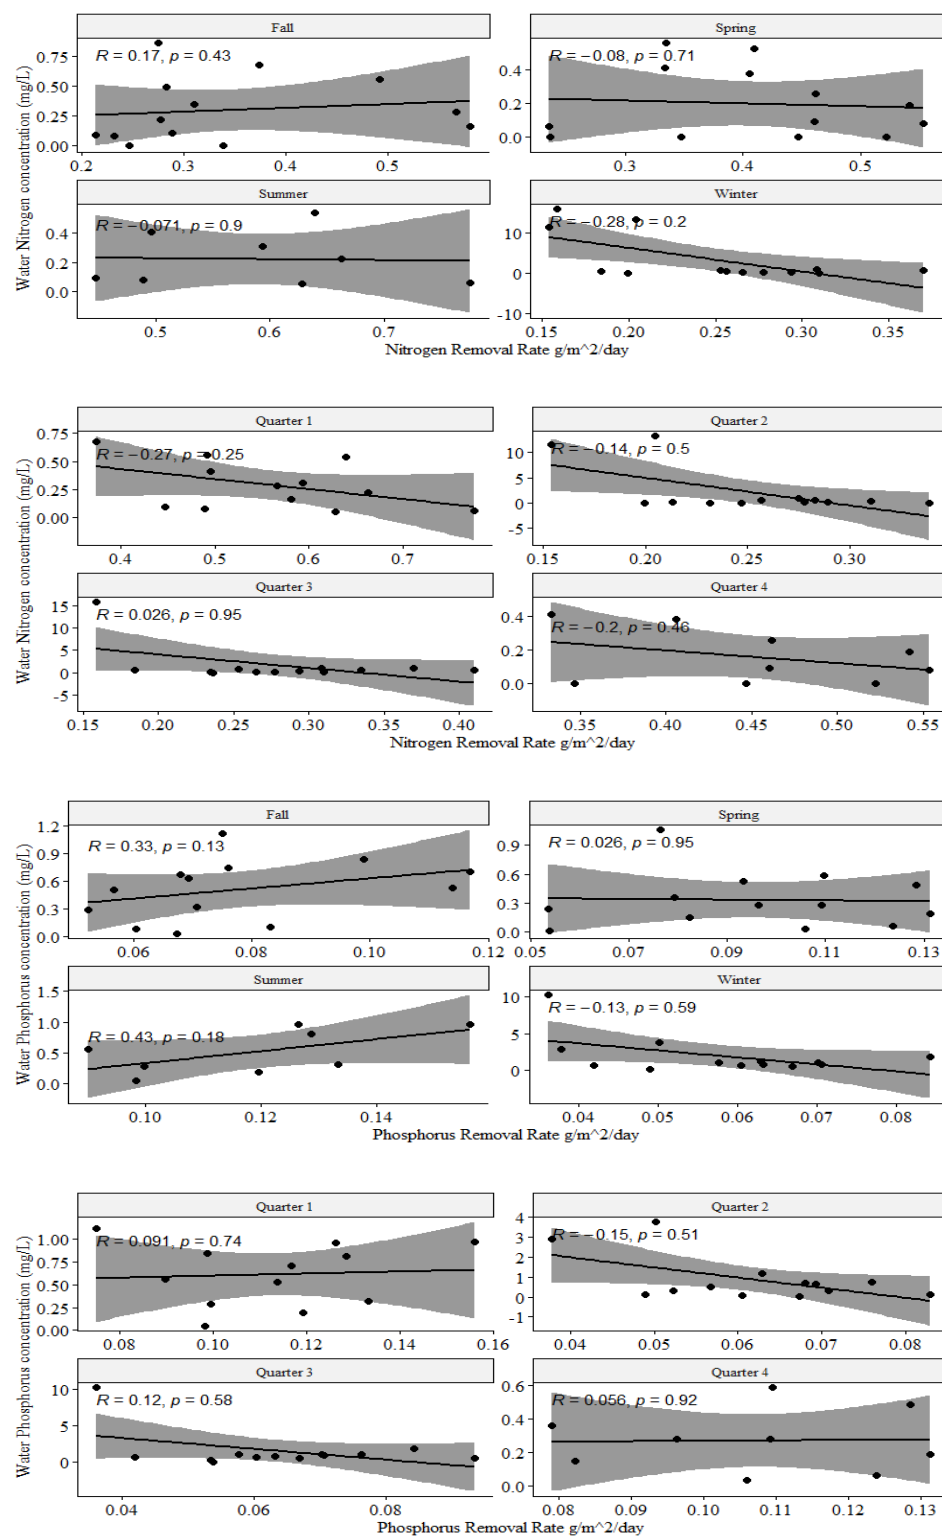 Fall
Spring
R = 0.17, p = 0.43
R = −0.08, p = 0.71
0.75
0.50
0.25
0.00
0.4
0.2
0.0
0.2 0.3 0.4 0.5
0.3 0.4 0.5
Water Nitrogen concentration (mg/L)
Summer
Winter
R = −0.071, p = 0.9
R = −0.28, p = 0.2
0.4
0.2
0.0
10
0
-10
0.5 0.6 0.7
0.15 0.20 0.25 0.30 0.35
Nitrogen Removal Rate g/m^2/day
Quarter 1
Quarter 2
R = −0.27, p = 0.25
R = −0.14, p = 0.5
0.75
0.50
0.25
0.00
10
5
0
-5
0.4 0.5 0.6 0.7
0.15 0.20 0.25 0.30
Water Nitrogen concentration (mg/L)
Quarter 3
Quarter 4
R = 0.026, p = 0.95
R = −0.2, p = 0.46
15
10
5
0
-5
0.4
0.2
0.0
0.15 0.20 0.25 0.30 0.35 0.40
0.35 0.40 0.45 0.50 0.55
Nitrogen Removal Rate g/m^2/day
Fall
Spring
R = 0.33, p = 0.13
R = 0.026, p = 0.95
1.2
0.9
0.6
0.3
0.0
0.9
0.6
0.3
0.0
0.06 0.08 0.10 0.12
0.05 0.07 0.09 0.11 0.13
Water Phosphorus concentration (mg/L)
Summer
Winter
R = 0.43, p = 0.18
R = −0.13, p = 0.59
1.5
1.0
0.5
0.0
10
5
0
0.10 0.12 0.14
0.04 0.05 0.06 0.07 0.08
Phosphorus Removal Rate g/m^2/day
Quarter 1
Quarter 2
R = 0.091, p = 0.74
R = −0.15, p = 0.51
1.00
0.75
0.50
0.25
0.00
4
3
2
1
0
-1
0.08 0.10 0.12 0.14 0.16
0.04 0.05 0.06 0.07 0.08
Water Phosphorus concentration (mg/L)
Quarter 3
Quarter 4
R = 0.12, p = 0.58
R = 0.056, p = 0.92
10
5
0
0.6
0.4
0.2
0.0
0.04 0.06 0.08
0.08 0.09 0.10 0.11 0.12 0.13
Phosphorus Removal Rate g/m^2/day